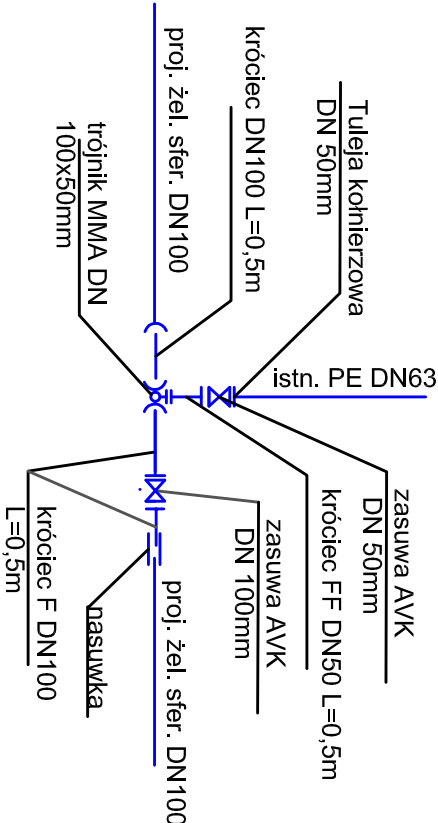 Tuleja kołnierzowa
DN 50mm
króciec DN100 L=0,5m
proj. żel. sfer. DN100
trójnik MMA DN
100x50mm
istn. PE DN63
zasuwa AVK
DN 50mm
króciec FF DN50 L=0,5m
zasuwa AVK
DN 100mm
proj. żel. sfer. DN100
nasuwka
króciec F DN100
L=0,5m